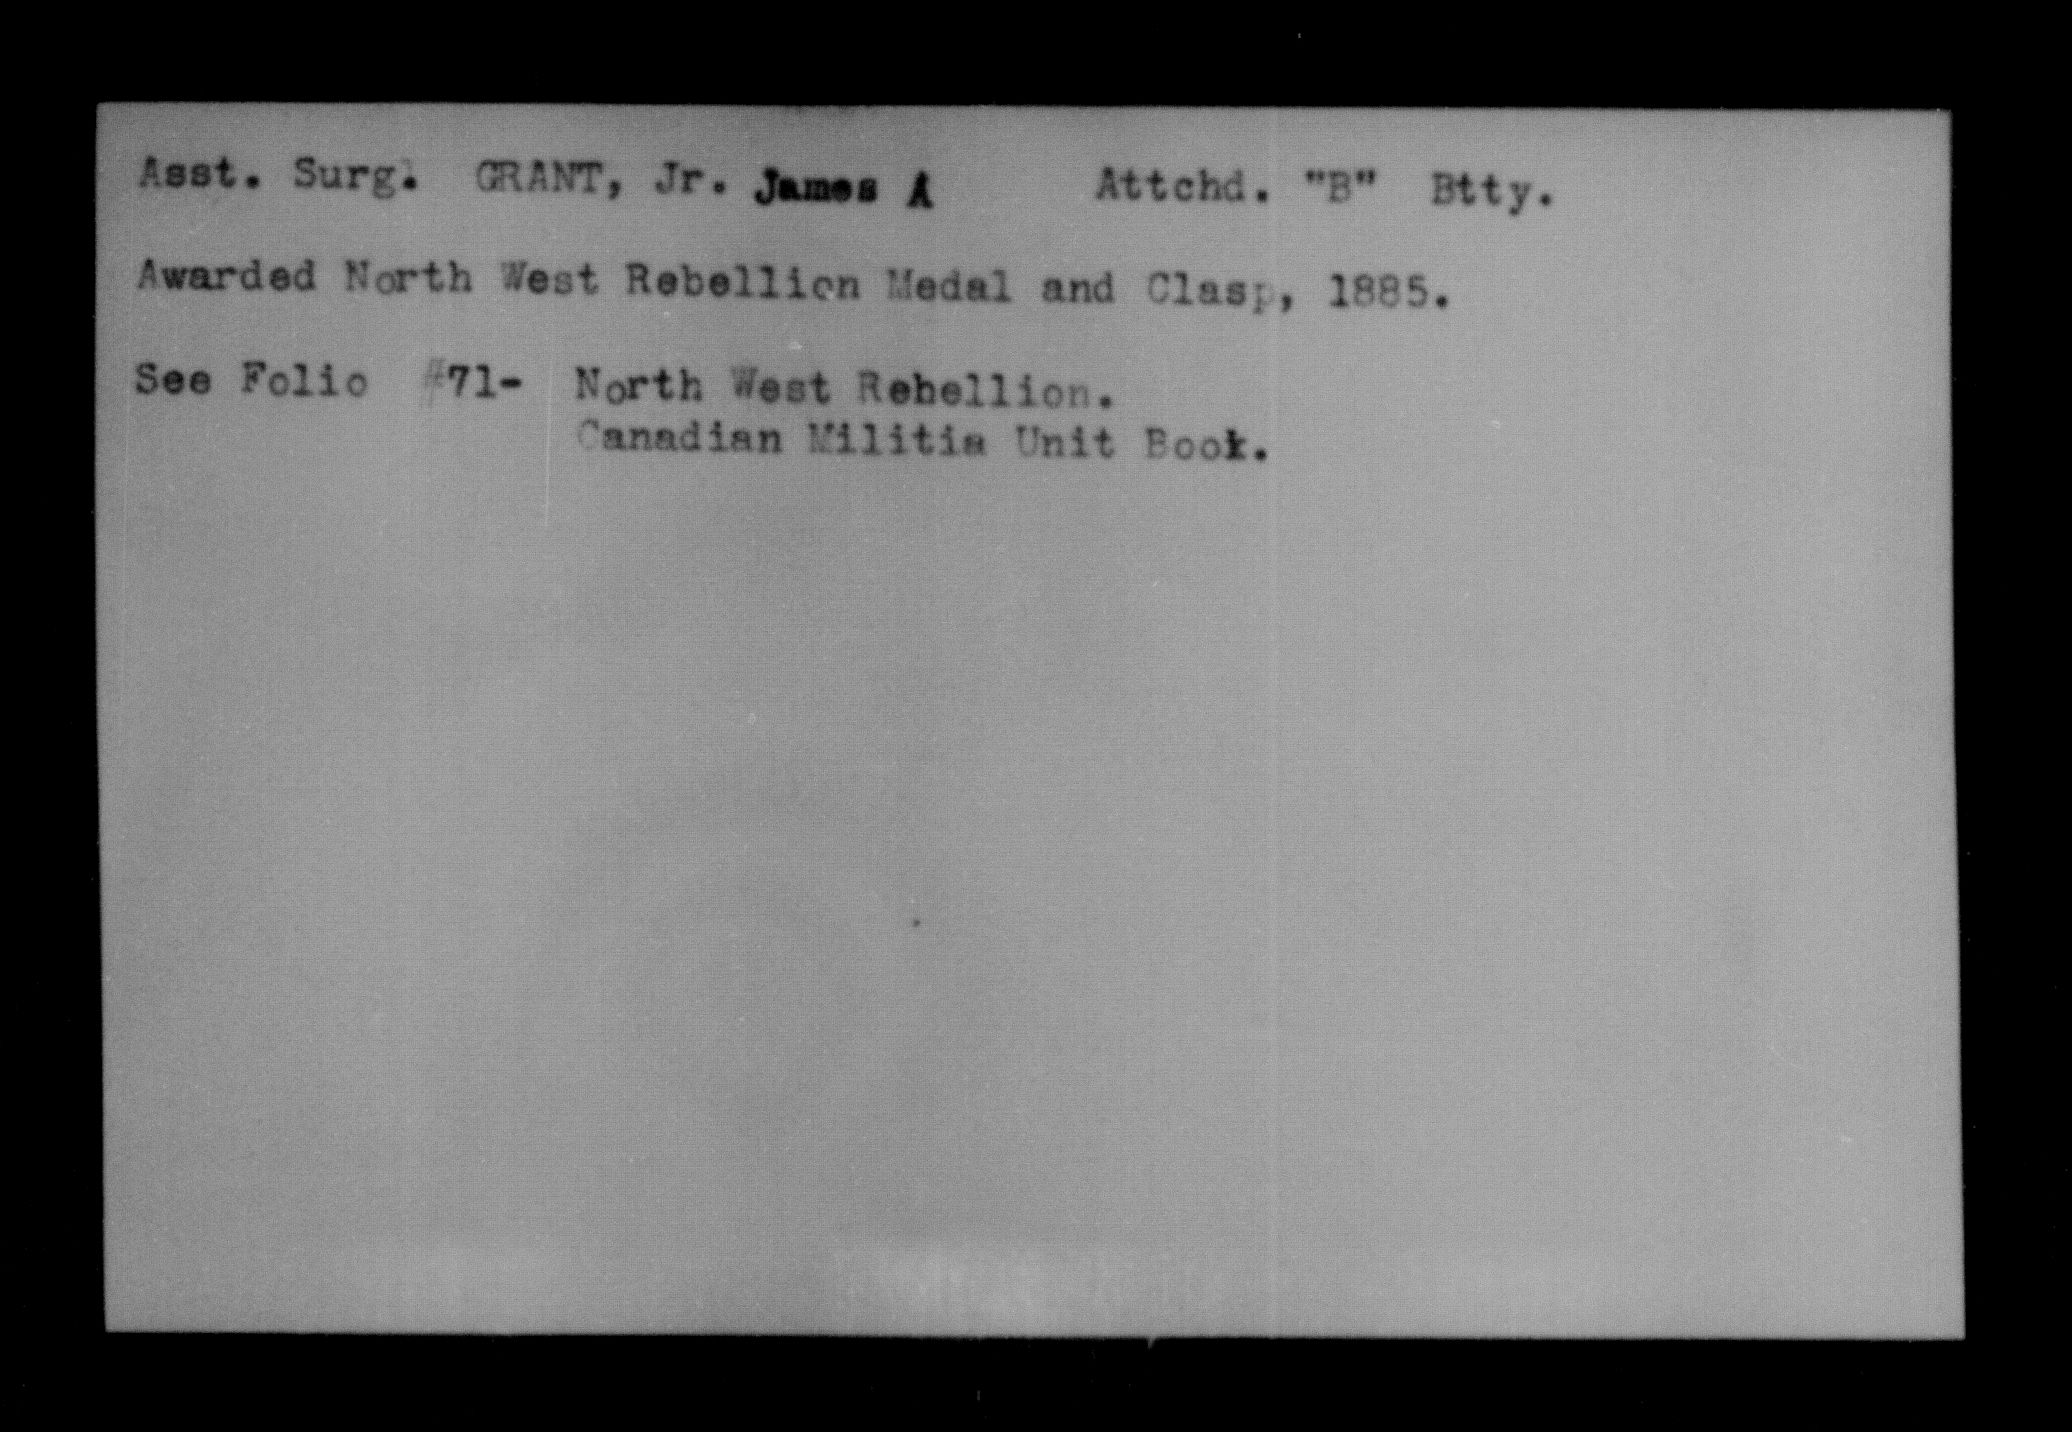 Asst. Surg. GRANT, Jr. James A Attchd. "B" Btty.
Awarded North West Rebellion Medal and Clasp, 1885.
See Folio #71- North West Rebellion.
Canadian Militia Unit Book.